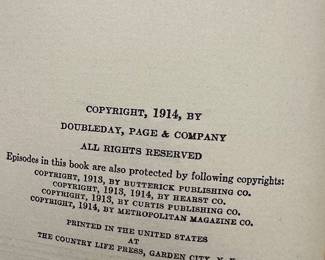 COPYRIGHT, 1914, BY
DOUBLEDAY, PAGE & COMPANY
ALL RIGHTS RESERVED
Episodes in this book are also protected by following copyrights:
COPYRIGHT, 1913, BY BUTTERICK PUBLISHING CO.
COPYRIGHT, 1913, 1914, BY HEARST CO.
COPYRIGHT, 1913, BY CURTIS PUBLISHING CO.
COPYRIGHT, 1914, BY METROPOLITAN MAGAZINE CO.
PRINTED IN THE UNITED STATES
AT
THE COUNTRY LIFE PRESS, GARDEN CITY, N.